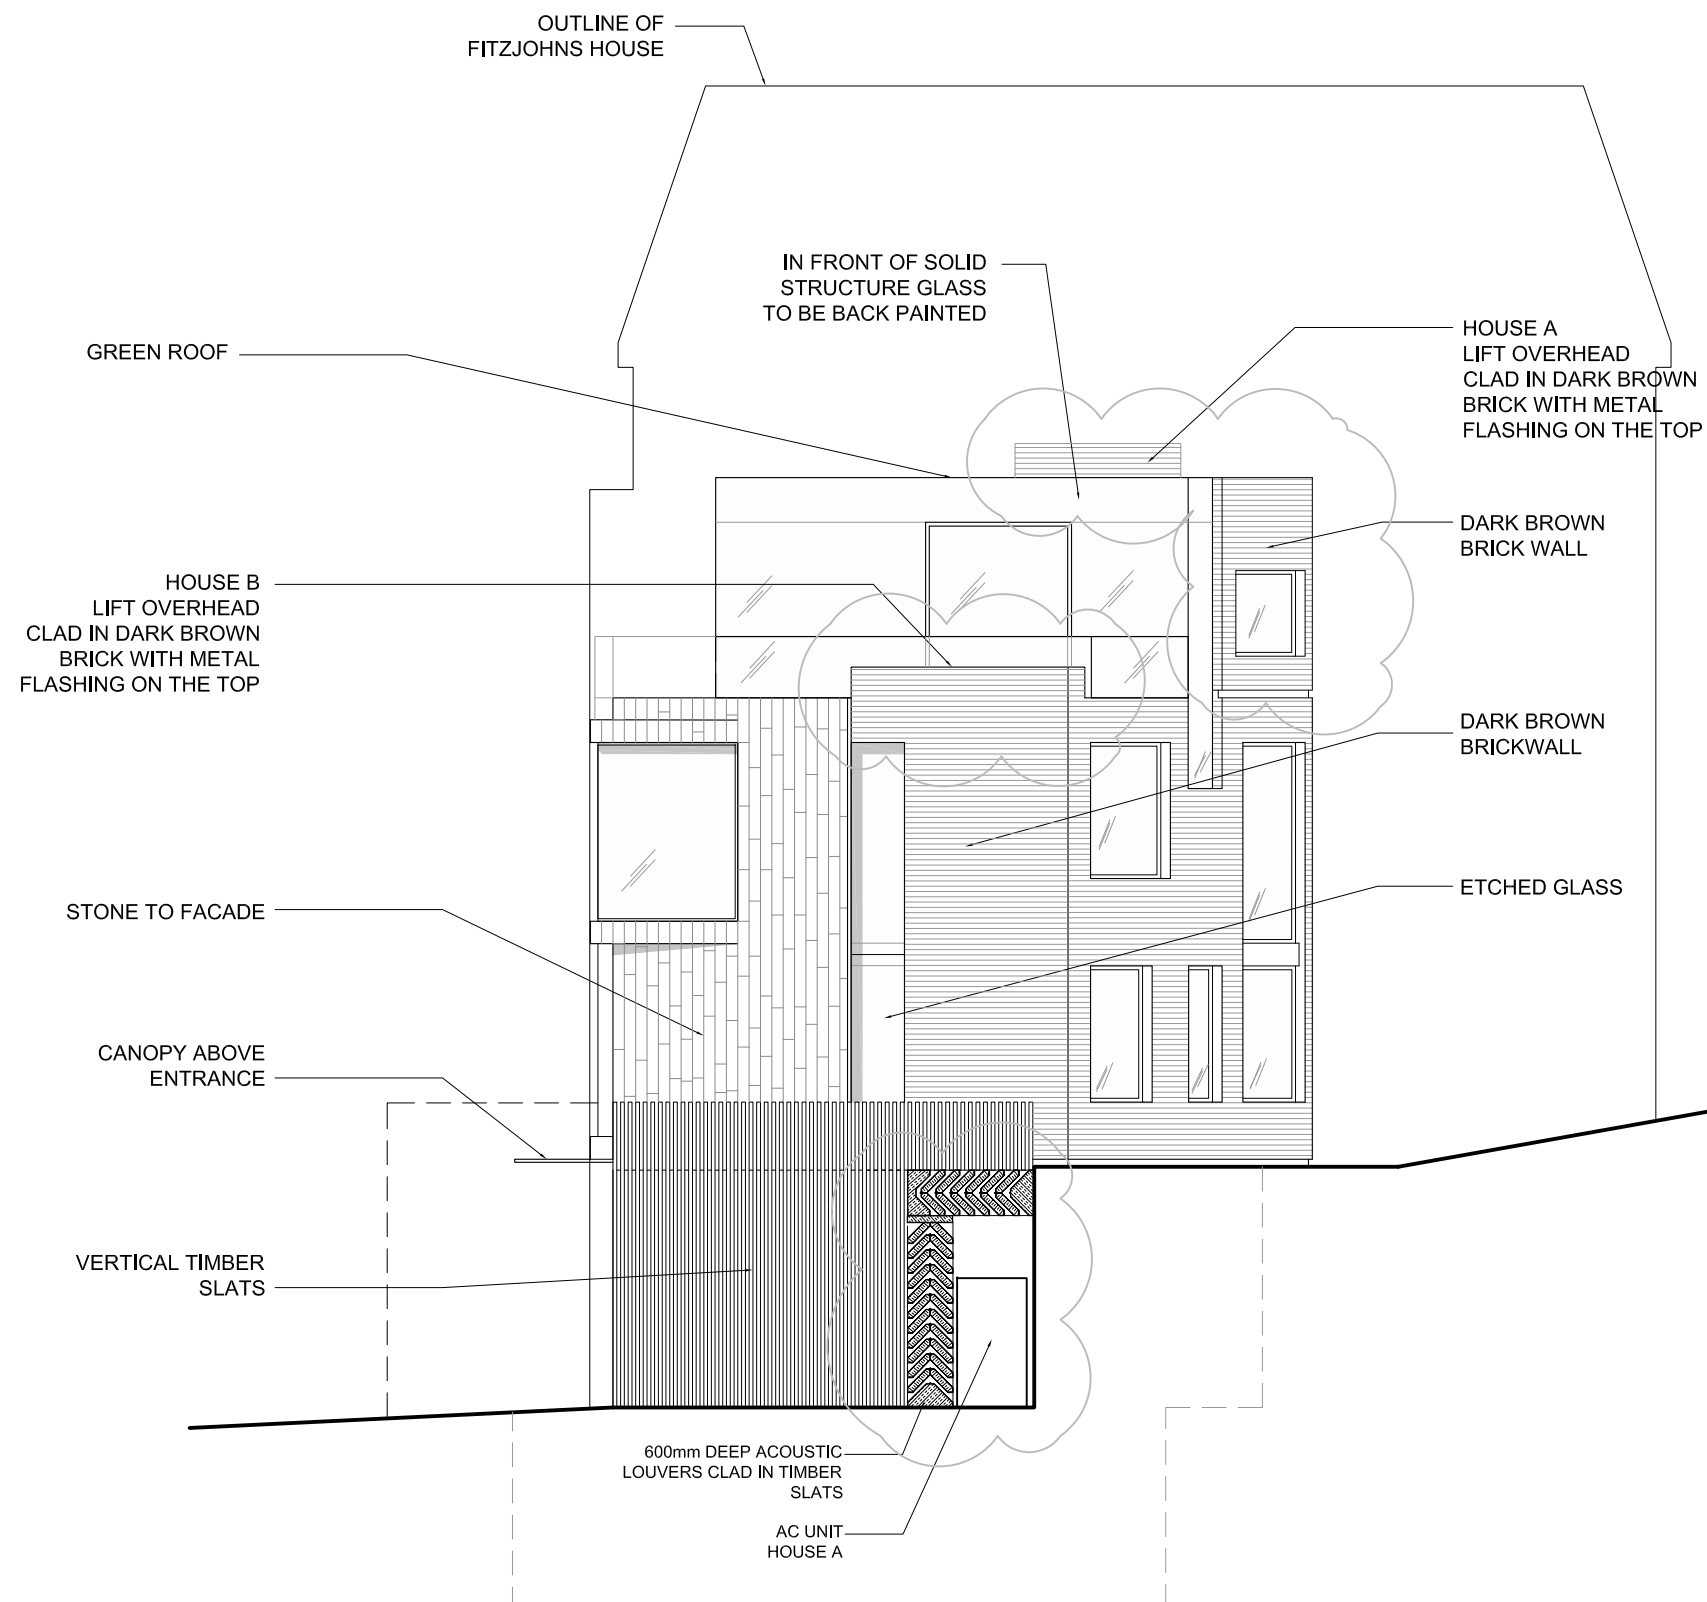 OUTLINE OF
FITZJOHNS HOUSE
IN FRONT OF SOLID
STRUCTURE GLASS
TO BE BACK PAINTED
GREEN ROOF
HOUSE A
LIFT OVERHEAD
CLAD IN DARK BROWN
BRICK WITH METAL
FLASHING ON THE TOP
DARK BROWN
BRICK WALL
HOUSE B
LIFT OVERHEAD
CLAD IN DARK BROWN
BRICK WITH METAL
FLASHING ON THE TOP
DARK BROWN
BRICKWALL
STONE TO FACADE
ETCHED GLASS
CANOPY ABOVE
ENTRANCE
VERTICAL TIMBER
SLATS
600mm DEEP ACOUSTIC
LOUVERS CLAD IN TIMBER
SLATS
AC UNIT
HOUSE A